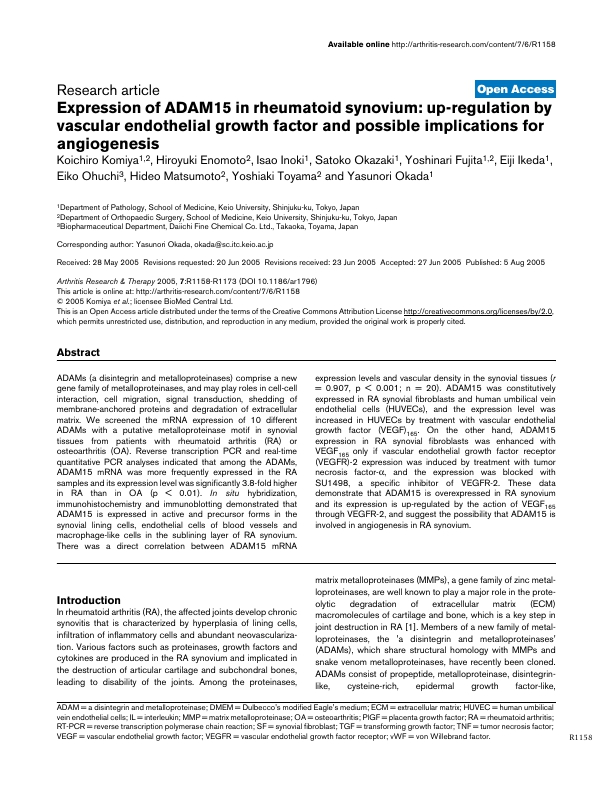 Available online http://arthritis-research.com/content/7/6/R1158
Research article
Open Access
Expression of ADAM15 in rheumatoid synovium: up-regulation by
vascular endothelial growth factor and possible implications for
angiogenesis
Koichiro Komiya1,2, Hiroyuki Enomoto2, Isao Inoki1, Satoko Okazaki1, Yoshinari Fujita1,2, Eiji Ikeda1,
Eiko Ohuchi3, Hideo Matsumoto2, Yoshiaki Toyama2 and Yasunori Okada1
1Department of Pathology, School of Medicine, Keio University, Shinjuku-ku, Tokyo, Japan
2Department of Orthopaedic Surgery, School of Medicine, Keio University, Shinjuku-ku, Tokyo, Japan
3Biopharmaceutical Department, Daiichi Fine Chemical Co. Ltd., Takaoka, Toyama, Japan
Corresponding author: Yasunori Okada, okada@sc.itc.keio.ac.jp
Received: 28 May 2005 Revisions requested: 20 Jun 2005 Revisions received: 23 Jun 2005 Accepted: 27 Jun 2005 Published: 5 Aug 2005
Arthritis Research & Therapy 2005, 7:R1158-R1173 (DOI 10.1186/ar1796)
This article is online at: http://arthritis-research.com/content/7/6/R1158
© 2005 Komiya et al.; licensee BioMed Central Ltd.
This is an Open Access article distributed under the terms of the Creative Commons Attribution License http://creativecommons.org/licenses/by/2.0,
which permits unrestricted use, distribution, and reproduction in any medium, provided the original work is properly cited.
Abstract
ADAMs (a disintegrin and metalloproteinases) comprise a new
gene family of metalloproteinases, and may play roles in cell-cell
interaction, cell migration, signal transduction, shedding of
membrane-anchored proteins and degradation of extracellular
matrix. We screened the mRNA expression of 10 different
ADAMs with a putative metalloproteinase motif in synovial
tissues from patients with rheumatoid arthritis (RA) or
osteoarthritis (OA). Reverse transcription PCR and real-time
quantitative PCR analyses indicated that among the ADAMs,
ADAM15 mRNA was more frequently expressed in the RA
samples and its expression level was significantly 3.8-fold higher
in RA than in OA (p < 0.01). In situ hybridization,
immunohistochemistry and immunoblotting demonstrated that
ADAM15 is expressed in active and precursor forms in the
synovial lining cells, endothelial cells of blood vessels and
macrophage-like cells in the sublining layer of RA synovium.
There was a direct correlation between ADAM15 mRNA
expression levels and vascular density in the synovial tissues (r
= 0.907, p < 0.001; n = 20). ADAM15 was constitutively
expressed in RA synovial fibroblasts and human umbilical vein
endothelial cells (HUVECs), and the expression level was
increased in HUVECs by treatment with vascular endothelial
growth factor (VEGF)165. On the other hand, ADAM15
expression in RA synovial fibroblasts was enhanced with
VEGF165 only if vascular endothelial growth factor receptor
(VEGFR)-2 expression was induced by treatment with tumor
necrosis factor-α, and the expression was blocked with
SU1498, a specific inhibitor of VEGFR-2. These data
demonstrate that ADAM15 is overexpressed in RA synovium
and its expression is up-regulated by the action of VEGF165
through VEGFR-2, and suggest the possibility that ADAM15 is
involved in angiogenesis in RA synovium.
Introduction
In rheumatoid arthritis (RA), the affected joints develop chronic
synovitis that is characterized by hyperplasia of lining cells,
infiltration of inflammatory cells and abundant neovasculariza-
tion. Various factors such as proteinases, growth factors and
cytokines are produced in the RA synovium and implicated in
the destruction of articular cartilage and subchondral bones,
leading to disability of the joints. Among the proteinases,
matrix metalloproteinases (MMPs), a gene family of zinc metal-
loproteinases, are well known to play a major role in the prote-
olytic degradation of extracellular matrix (ECM)
macromolecules of cartilage and bone, which is a key step in
joint destruction in RA [1]. Members of a new family of metal-
loproteinases, the 'a disintegrin and metalloproteinases'
(ADAMs), which share structural homology with MMPs and
snake venom metalloproteinases, have recently been cloned.
ADAMs consist of propeptide, metalloproteinase, disintegrin-
like, cysteine-rich, epidermal growth factor-like,
ADAM = a disintegrin and metalloproteinase; DMEM = Dulbecco's modified Eagle's medium; ECM = extracellular matrix; HUVEC = human umbilical
vein endothelial cells; IL = interleukin; MMP = matrix metalloproteinase; OA = osteoarthritis; PlGF = placenta growth factor; RA = rheumatoid arthritis;
RT-PCR = reverse transcription polymerase chain reaction; SF = synovial fibroblast; TGF = transforming growth factor; TNF = tumor necrosis factor;
VEGF = vascular endothelial growth factor; VEGFR = vascular endothelial growth factor receptor; vWF = von Willebrand factor.
R1158